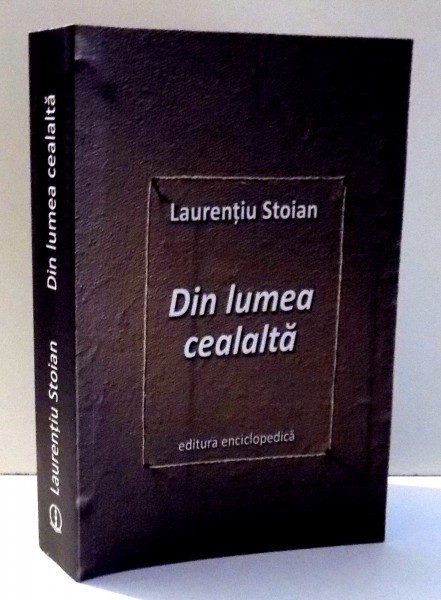 Laurențiu Stoian
Din lumea
cealaltă
editura enciclopedică
Laurențiu Stoian Din lumea cealaltă